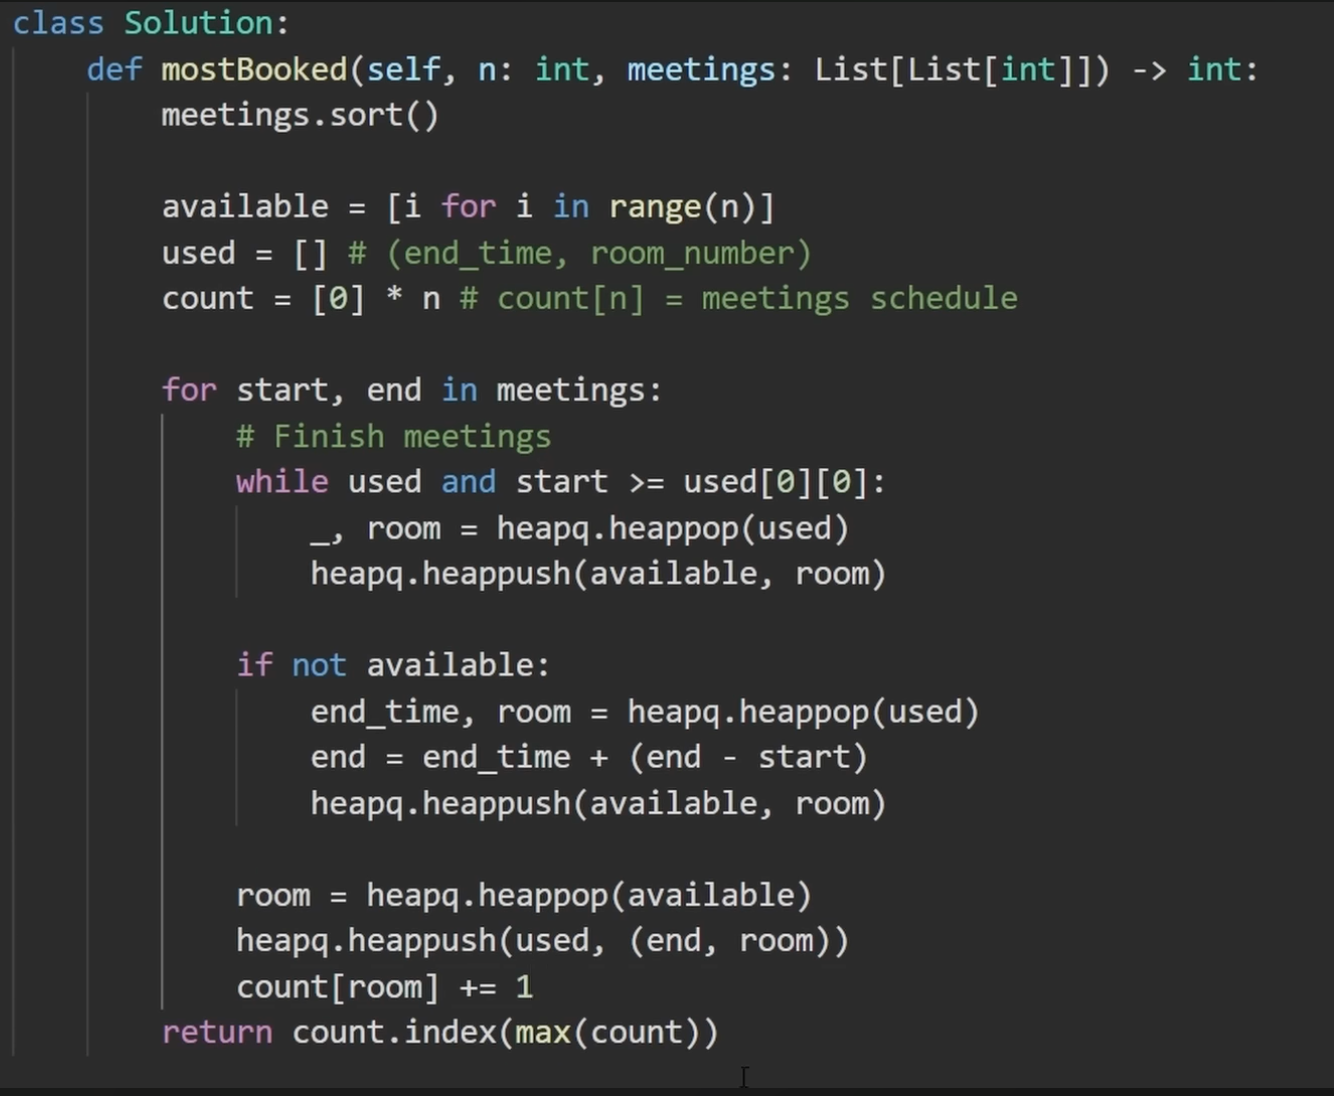 class Solution:
    def mostBooked(self, n: int, meetings: List[List[int]]) -> int:
        meetings.sort()

        available = [i for i in range(n)]
        used = [] # (end_time, room_number)
        count = [0] * n # count[n] = meetings schedule

        for start, end in meetings:
            # Finish meetings
            while used and start >= used[0][0]:
                _, room = heapq.heappop(used)
                heapq.heappush(available, room)

            if not available:
                end_time, room = heapq.heappop(used)
                end = end_time + (end - start)
                heapq.heappush(available, room)

            room = heapq.heappop(available)
            heapq.heappush(used, (end, room))
            count[room] += 1
        return count.index(max(count))